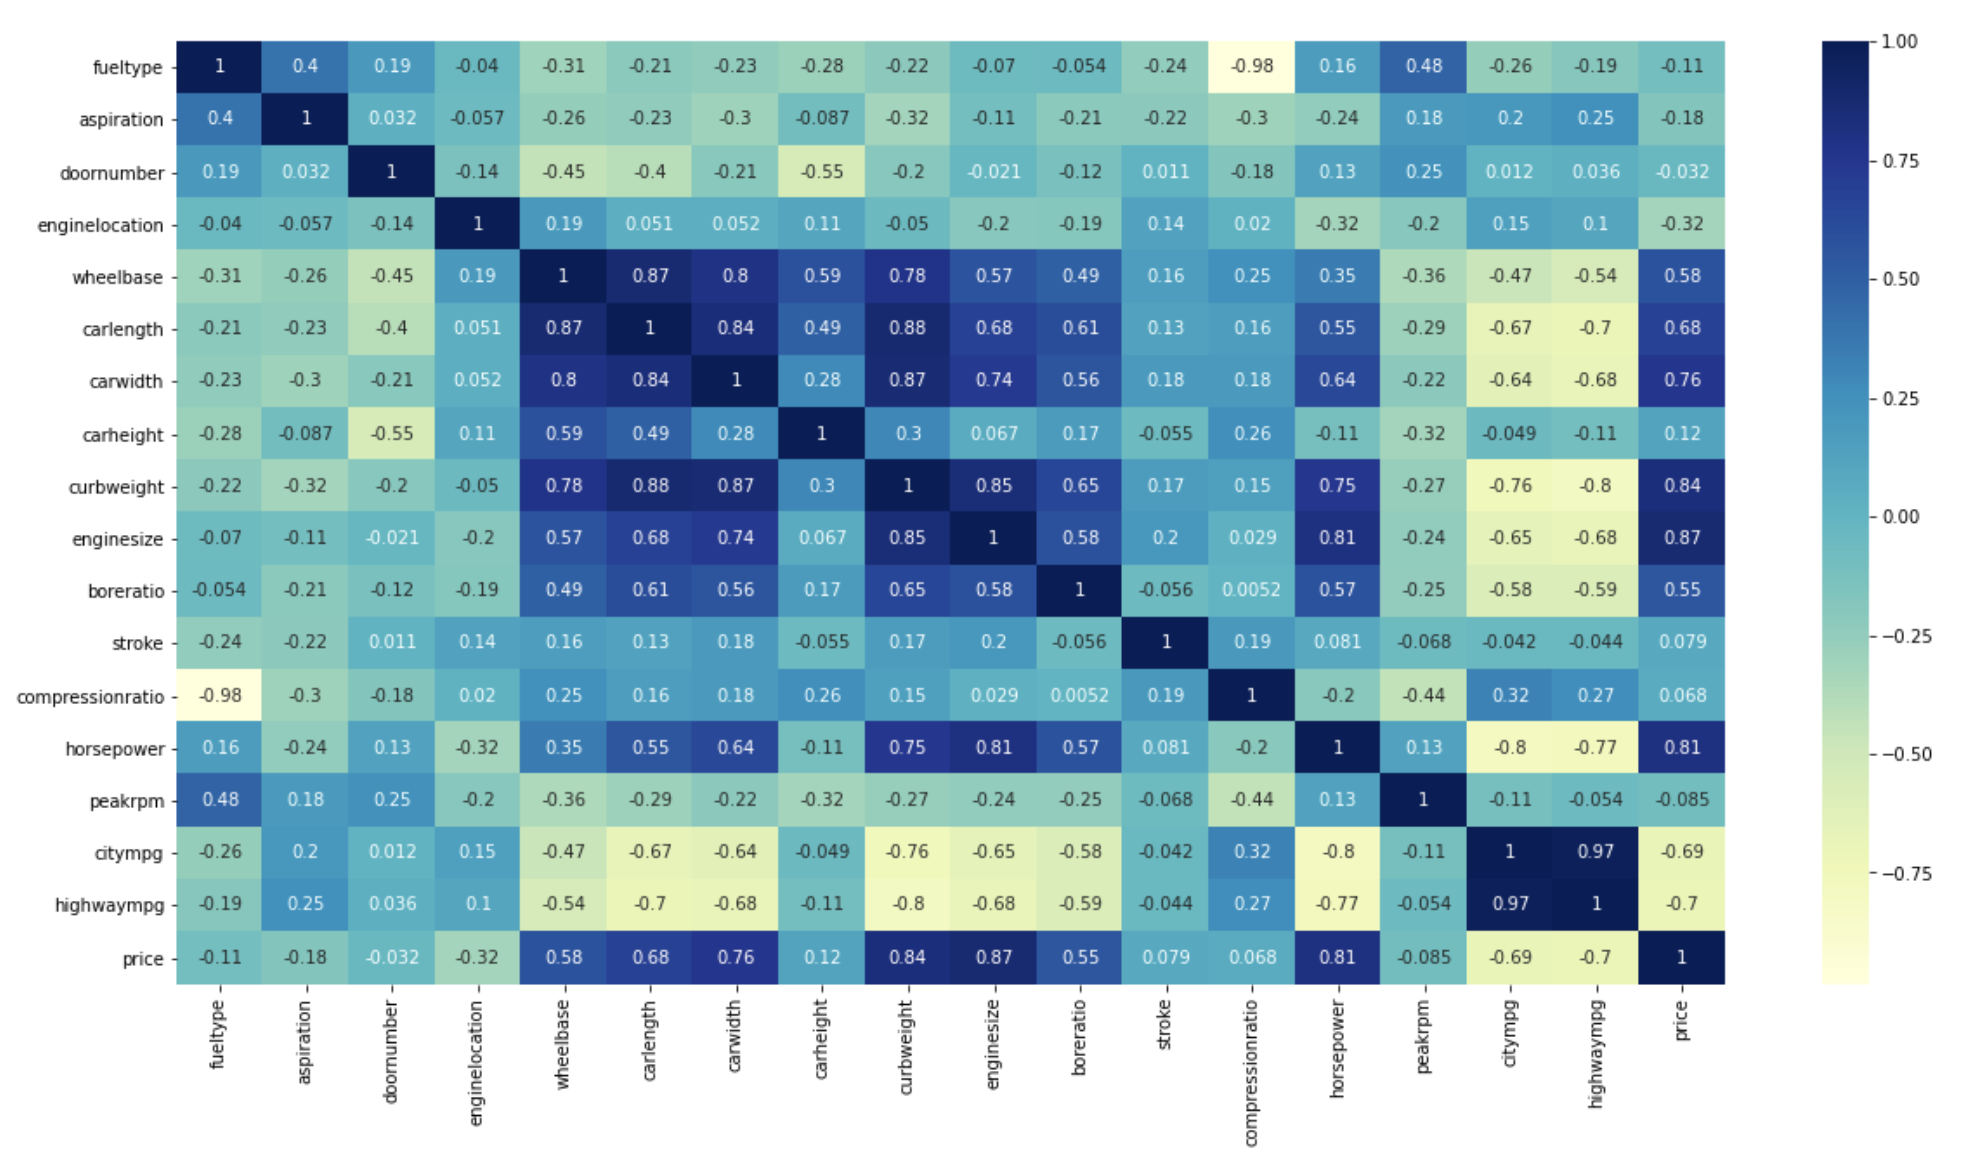 fueltype 1 0.4 0.19 -0.04 -0.31 -0.21 -0.23 -0.28 -0.22 -0.07 -0.054 -0.24 -0.98 0.16 0.48 -0.26 -0.19 -0.11
aspiration 0.4 1 0.032 -0.057 -0.26 -0.23 -0.3 -0.087 -0.32 -0.11 -0.21 -0.22 -0.3 -0.24 0.18 0.2 0.25 -0.18
doornumber 0.19 0.032 1 -0.14 -0.45 -0.4 -0.21 -0.55 -0.2 -0.021 -0.12 0.011 -0.18 0.13 0.25 0.012 0.036 -0.032
enginelocation -0.04 -0.057 -0.14 1 0.19 0.051 0.052 0.11 -0.05 -0.2 -0.19 0.14 0.02 -0.32 -0.2 0.15 0.1 -0.32
wheelbase -0.31 -0.26 -0.45 0.19 1 0.87 0.8 0.59 0.78 0.57 0.49 0.16 0.25 0.35 -0.36 -0.47 -0.54 0.58
carlength -0.21 -0.23 -0.4 0.051 0.87 1 0.84 0.49 0.88 0.68 0.61 0.13 0.16 0.55 -0.29 -0.67 -0.7 0.68
carwidth -0.23 -0.3 -0.21 0.052 0.8 0.84 1 0.28 0.87 0.74 0.56 0.18 0.18 0.64 -0.22 -0.64 -0.68 0.76
carheight -0.28 -0.087 -0.55 0.11 0.59 0.49 0.28 1 0.3 0.067 0.17 -0.055 0.26 -0.11 -0.32 -0.049 -0.11 0.12
curbweight -0.22 -0.32 -0.2 -0.05 0.78 0.88 0.87 0.3 1 0.85 0.65 0.17 0.15 0.75 -0.27 -0.76 -0.8 0.84
enginesize -0.07 -0.11 -0.021 -0.2 0.57 0.68 0.74 0.067 0.85 1 0.58 0.2 0.029 0.81 -0.24 -0.65 -0.68 0.87
boreratio -0.054 -0.21 -0.12 -0.19 0.49 0.61 0.56 0.17 0.65 0.58 1 -0.056 0.0052 0.57 -0.25 -0.58 -0.59 0.55
stroke -0.24 -0.22 0.011 0.14 0.16 0.13 0.18 -0.055 0.17 0.2 -0.056 1 0.19 0.081 -0.068 -0.042 -0.044 0.079
compressionratio -0.98 -0.3 -0.18 0.02 0.25 0.16 0.18 0.26 0.15 0.029 0.0052 0.19 1 -0.2 -0.44 0.32 0.27 0.068
horsepower 0.16 -0.24 0.13 -0.32 0.35 0.55 0.64 -0.11 0.75 0.81 0.57 0.081 -0.2 1 0.13 -0.8 -0.77 0.81
peakrpm 0.48 0.18 0.25 -0.2 -0.36 -0.29 -0.22 -0.32 -0.27 -0.24 -0.25 -0.068 -0.44 0.13 1 -0.11 -0.054 -0.085
citympg -0.26 0.2 0.012 0.15 -0.47 -0.67 -0.64 -0.049 -0.76 -0.65 -0.58 -0.042 0.32 -0.8 -0.11 1 0.97 -0.69
highwaympg -0.19 0.25 0.036 0.1 -0.54 -0.7 -0.68 -0.11 -0.8 -0.68 -0.59 -0.044 0.27 -0.77 -0.054 0.97 1 -0.7
price -0.11 -0.18 -0.032 -0.32 0.58 0.68 0.76 0.12 0.84 0.87 0.55 0.079 0.068 0.81 -0.085 -0.69 -0.7 1
fueltype
aspiration
doornumber
enginelocation
wheelbase
carlength
carwidth
carheight
curbweight
enginesize
boreratio
stroke
compressionratio
horsepower
peakrpm
citympg
highwaympg
price
1.00
0.75
0.50
0.25
0.00
−0.25
−0.50
−0.75